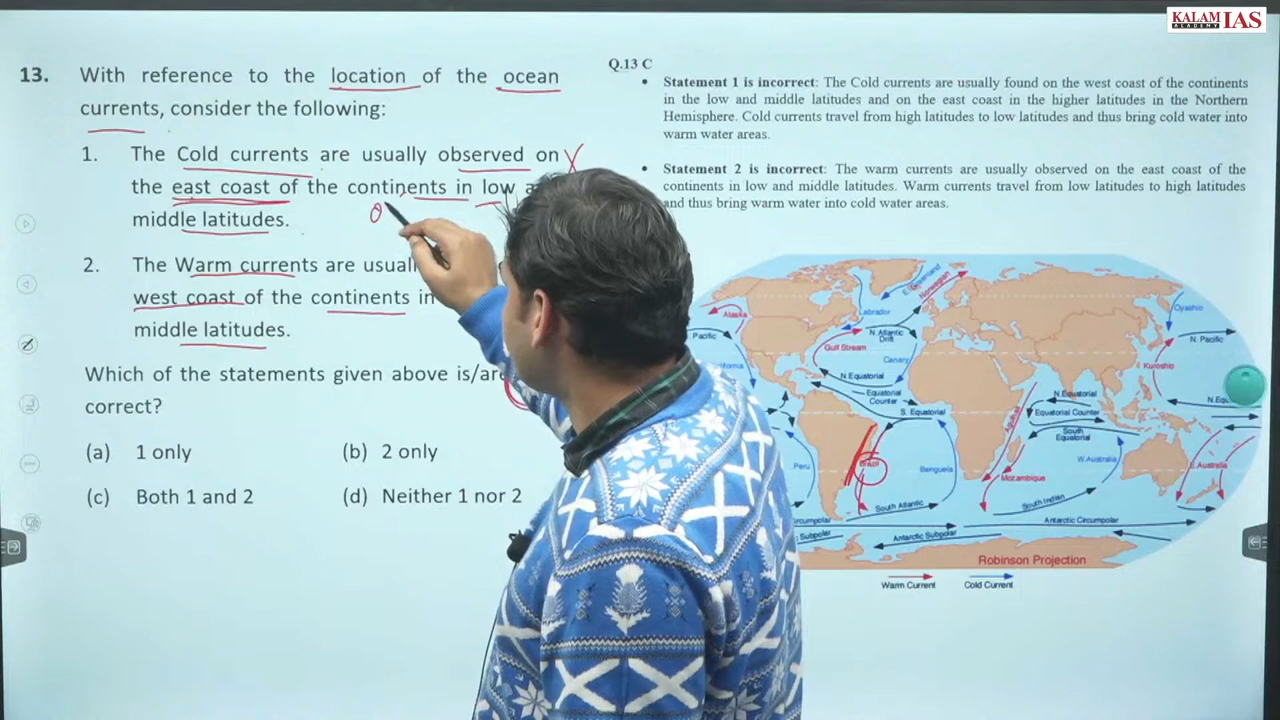 KALAM IAS
ACADEMY
13. With reference to the location of the ocean
currents, consider the following:
1. The Cold currents are usually observed on
the east coast of the continents in low
middle latitudes.
2. The Warm currents are
west coast of the continents in
middle latitudes.
Which of the statements given above
correct?
(a) 1 only (b) 2 only
(c) Both 1 and 2 (d) Neither 1 nor 2
Q.13 C
• Statement 1 is incorrect: The Cold currents are usually found on the west coast of the continents
in the low and middle latitudes and on the east coast in the higher latitudes in the Northern
Hemisphere. Cold currents travel from high latitudes to low latitudes and thus bring cold water into
warm water areas.
• Statement 2 is incorrect: The warm currents are usually observed on the east coast of the
continents in low and middle latitudes. Warm currents travel from low latitudes to high latitudes
and thus bring warm water into cold water areas.
Norwegian
Alaska
Labrador
Oyashio
Pacific
N. Atlantic
Drift
N. Pacific
Gulf Stream
Canary
Kuroshio
N. Equatorial
Equatorial
Counter
N. Equatorial
S. Equatorial
Equatorial Counter
South
Equatorial
Peru
Brazil
Benguela
W. Australia
E. Australia
Mozambique
South Atlantic
South Indian
Antarctic Circumpolar
Subpolar
Antarctic Subpolar
Robinson Projection
Warm Current Cold Current